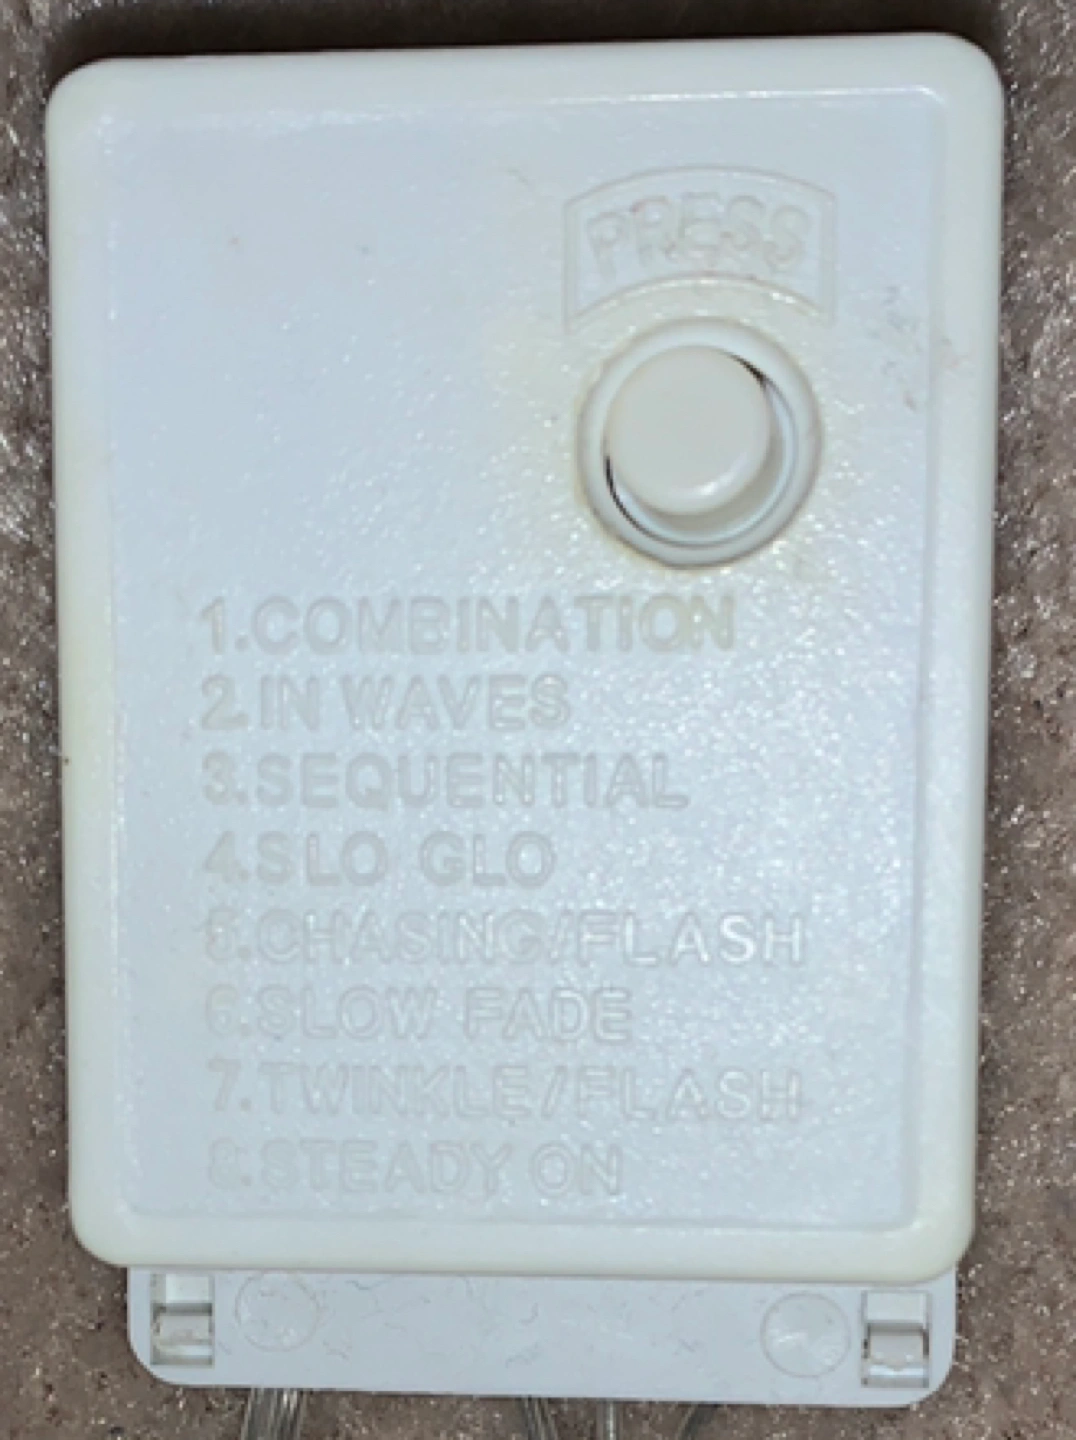 PRESS
1.COMBINATION
2.IN WAVES
3.SEQUENTIAL
4.SLO GLO
5.CHASING/FLASH
6.SLOW FADE
7.TWINKLE/FLASH
8.STEADY ON